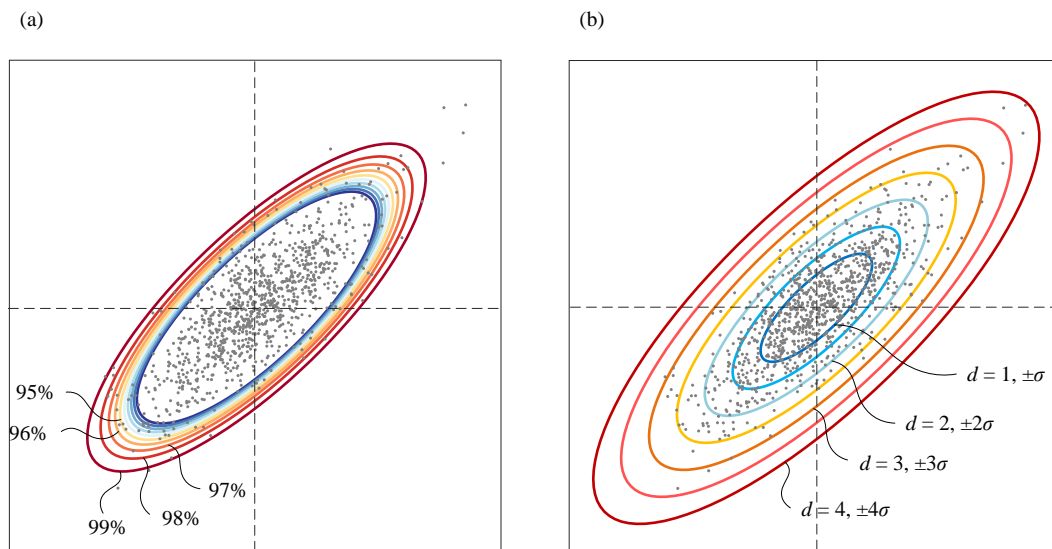 (a)
(b)
95%
96%
97%
98%
99%
d = 1, ±σ
d = 2, ±2σ
d = 3, ±3σ
d = 4, ±4σ